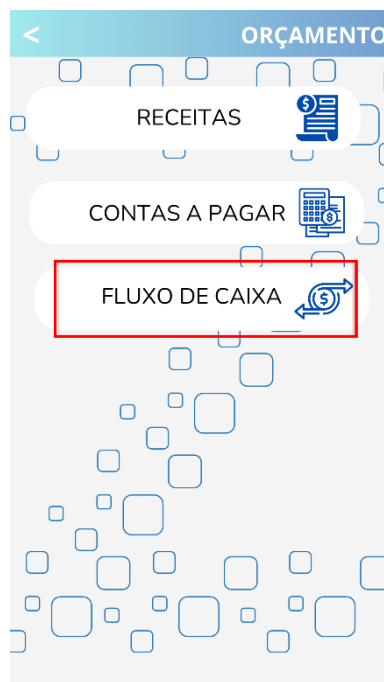 < ORÇAMENTO
RECEITAS
CONTAS A PAGAR
FLUXO DE CAIXA